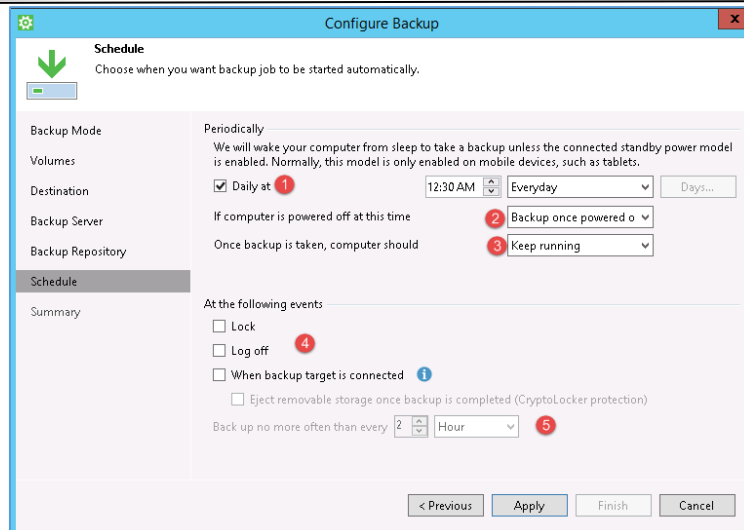 Configure Backup
x
Schedule
Choose when you want backup job to be started automatically.
Backup Mode
Volumes
Destination
Backup Server
Backup Repository
Schedule
Summary
Periodically
We will wake your computer from sleep to take a backup unless the connected standby power model
is enabled. Normally, this model is only enabled on mobile devices, such as tablets.
Daily at 1 12:30 AM Everyday Days...
If computer is powered off at this time 2 Backup once powered o
Once backup is taken, computer should 3 Keep running
At the following events
Lock
4
Log off
When backup target is connected i
Eject removable storage once backup is completed (CryptoLocker protection)
Back up no more often than every 2 Hour 5
< Previous Apply Finish Cancel